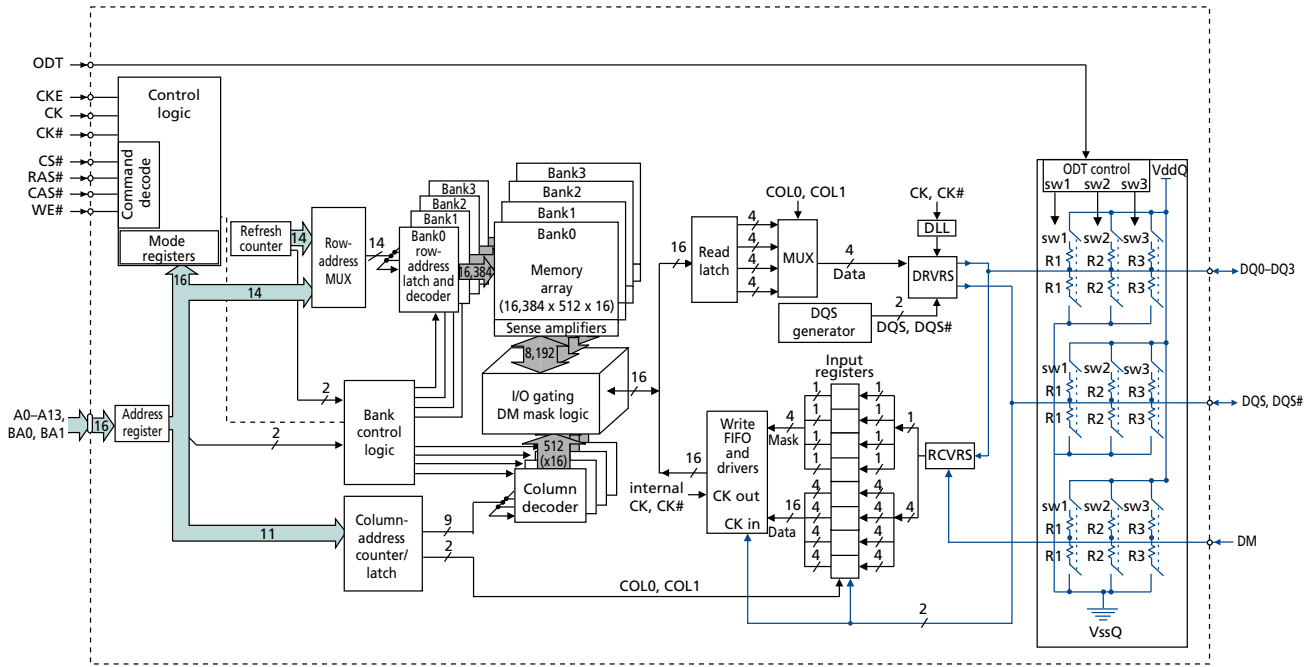 ODT
CKE
CK
CK#
CS#
RAS#
CAS#
WE#
Control
logic
Command
decode
Mode
registers
16
Refresh
counter
14
14
Row-
address
MUX
14
Bank3
Bank2
Bank1
Bank0
row-
address
latch and
decoder
16,384
Bank3
Bank2
Bank1
Bank0
Memory
array
(16,384 x 512 x 16)
Sense amplifiers
8,192
I/O gating
DM mask logic
16
512
(x16)
Column
decoder
A0–A13,
BA0, BA1
16
Address
register
2
2
Bank
control
logic
11
Column-
address
counter/
latch
9
2
COL0, COL1
16
Read
latch
4
4
4
4
COL0, COL1
MUX
4
Data
CK, CK#
DLL
DRVRS
DQS
generator
2
DQS, DQS#
Input
registers
1
1
1
1
4
4
4
4
1
1
1
1
4
4
4
4
1
4
RCVRS
4
Mask
16
Data
Write
FIFO
and
drivers
CK out
CK in
16
internal
CK, CK#
2
ODT control
VddQ
sw1 sw2 sw3
sw1 sw2 sw3
R1 R2 R3
R1 R2 R3
sw1 sw2 sw3
R1 R2 R3
R1 R2 R3
sw1 sw2 sw3
R1 R2 R3
R1 R2 R3
VssQ
DQ0–DQ3
DQS, DQS#
DM